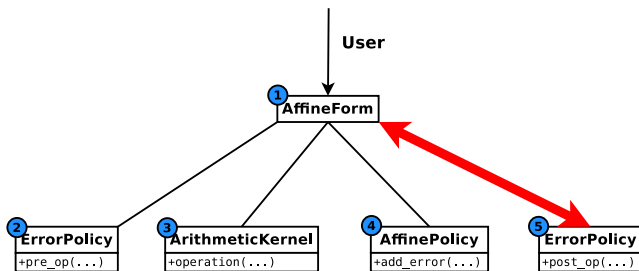 User
1
AffineForm
2
3
4
5
ErrorPolicy
ArithmeticKernel
AffinePolicy
ErrorPolicy
+pre_op(...)
+operation(...)
+add_error(...)
+post_op(...)